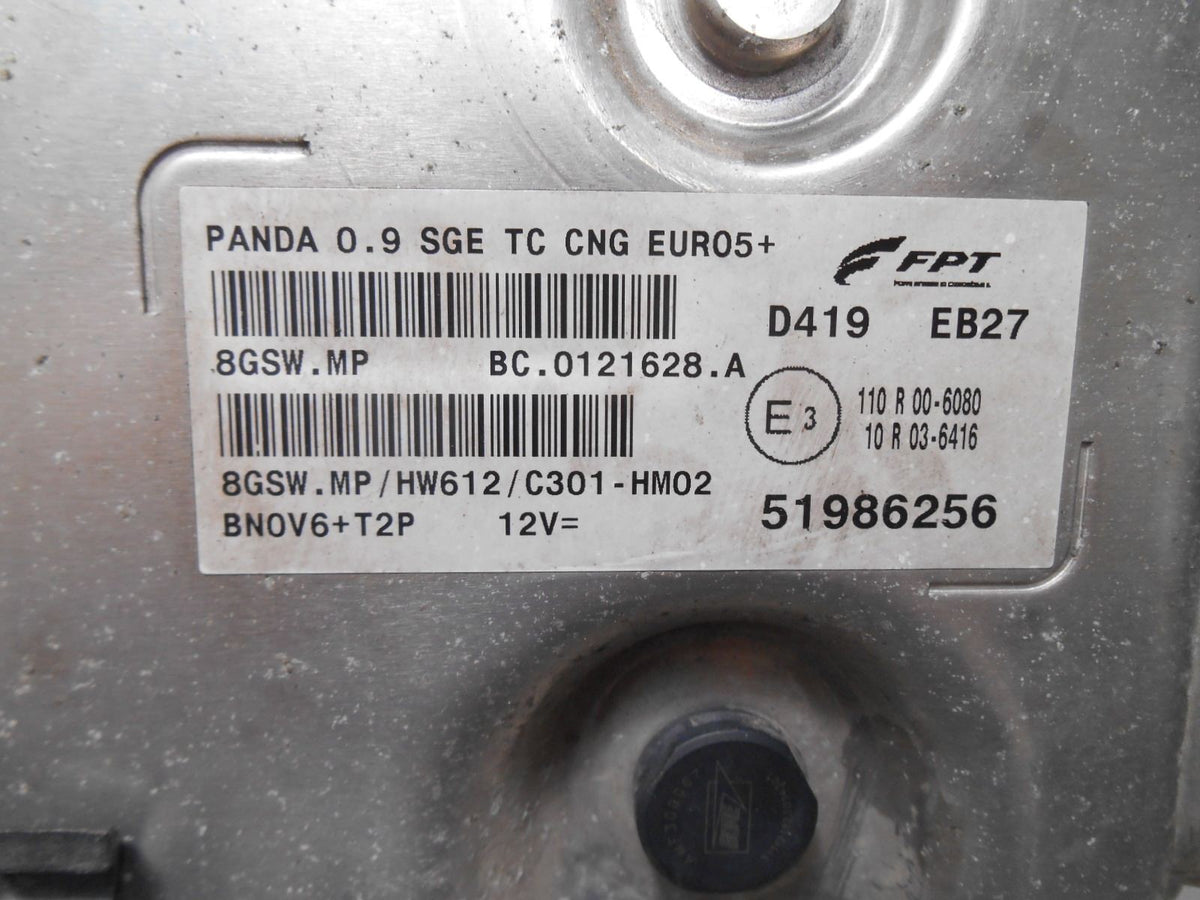 PANDA 0.9 SGE TC CNG EURO5+
FPT
D419 EB27
8GSW.MP BC.0121628.A
E3
110 R 00-6080
10 R 03-6416
8GSW.MP/HW612/C301-HM02
BN0V6+T2P 12V=
51986256